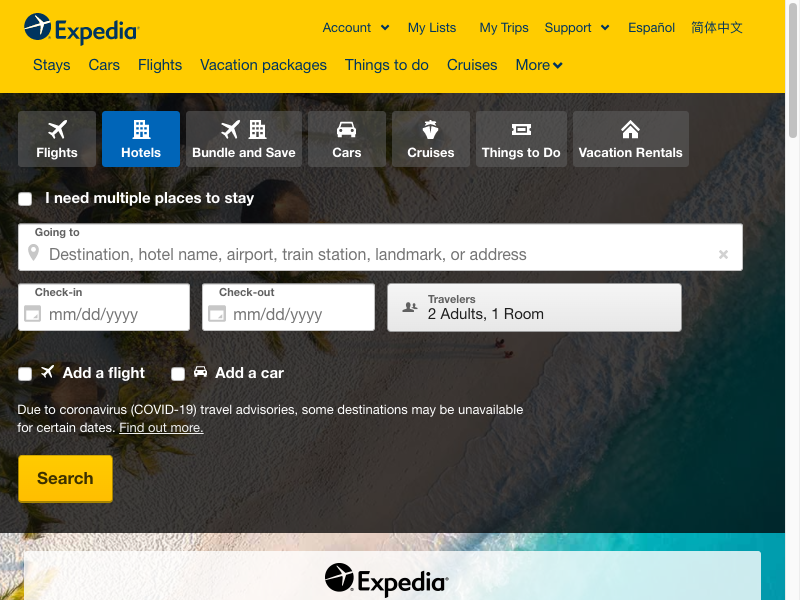 Expedia
Account
My Lists
My Trips
Support
Español
简体中文
Stays
Cars
Flights
Vacation packages
Things to do
Cruises
More
Flights
Hotels
Bundle and Save
Cars
Cruises
Things to Do
Vacation Rentals
I need multiple places to stay
Going to
Destination, hotel name, airport, train station, landmark, or address
Check-in
mm/dd/yyyy
Check-out
mm/dd/yyyy
Travelers
2 Adults, 1 Room
Add a flight
Add a car
Due to coronavirus (COVID-19) travel advisories, some destinations may be unavailable
for certain dates. Find out more.
Search
Expedia